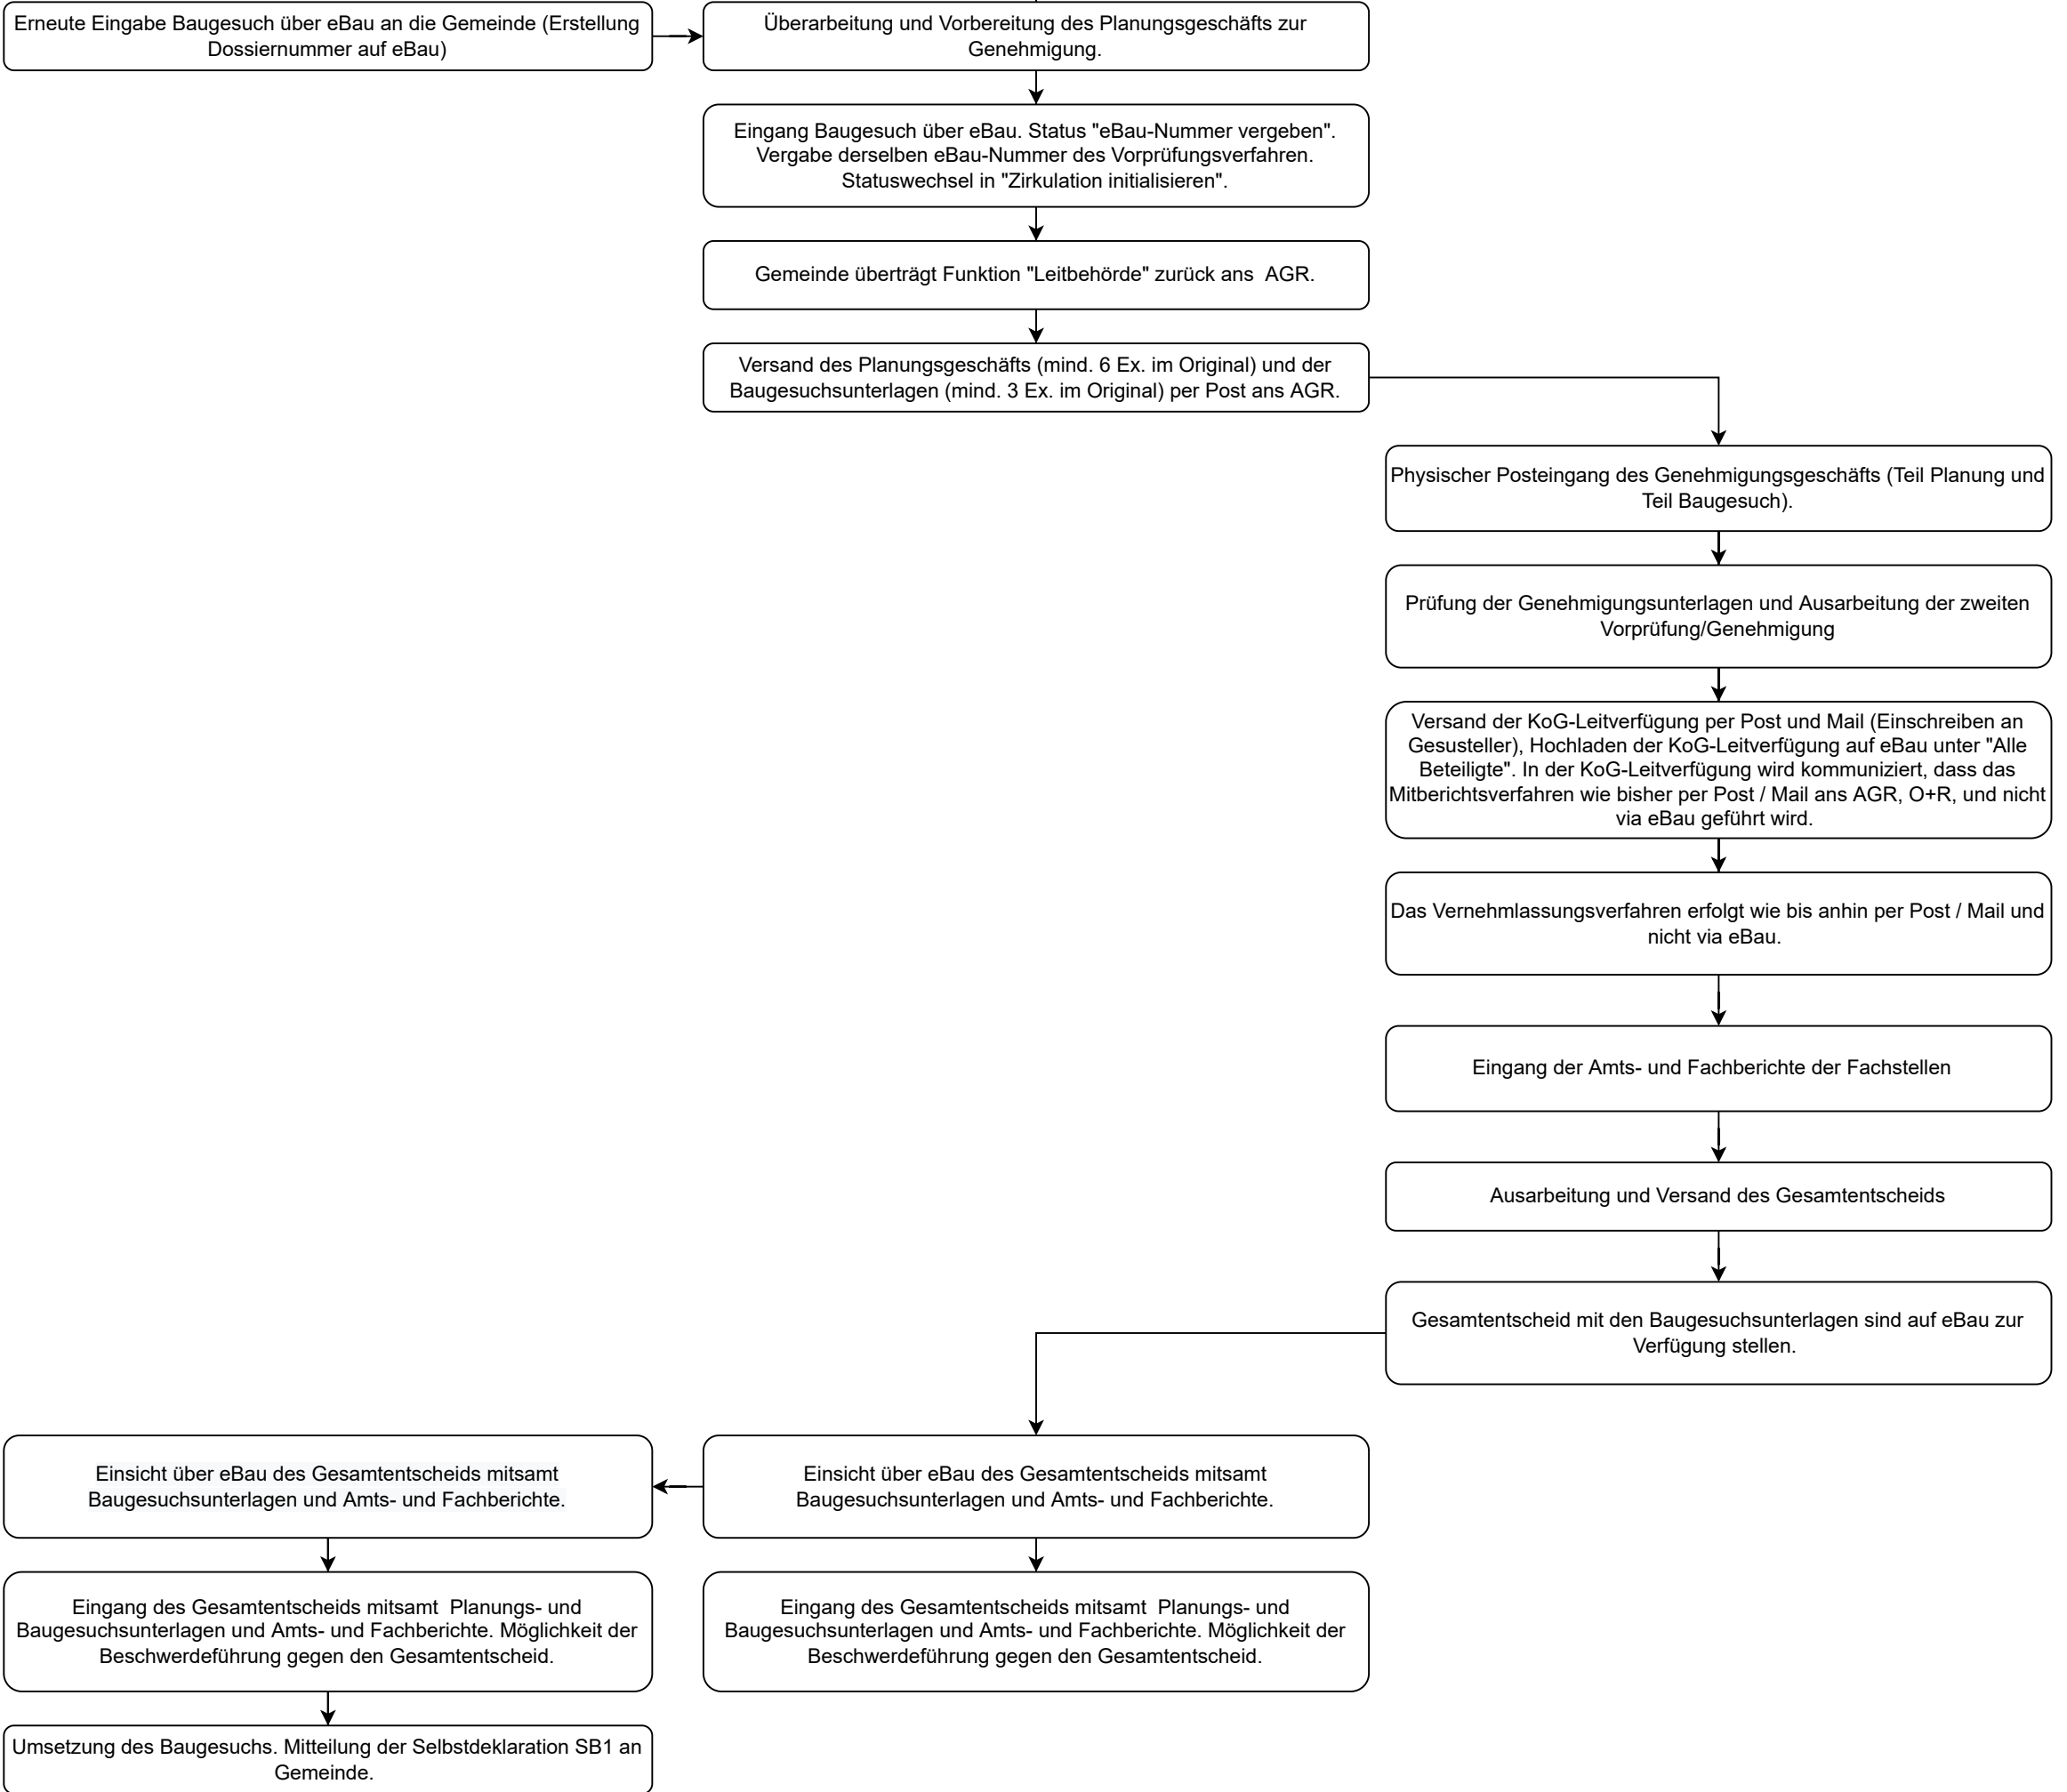 Erneute Eingabe Baugesuch über eBau an die Gemeinde (Erstellung
Dossiernummer auf eBau)
Überarbeitung und Vorbereitung des Planungsgeschäfts zur
Genehmigung.
Eingang Baugesuch über eBau. Status "eBau-Nummer vergeben".
Vergabe derselben eBau-Nummer des Vorprüfungsverfahren.
Statuswechsel in "Zirkulation initialisieren".
Gemeinde überträgt Funktion "Leitbehörde" zurück ans  AGR.
Versand des Planungsgeschäfts (mind. 6 Ex. im Original) und der
Baugesuchsunterlagen (mind. 3 Ex. im Original) per Post ans AGR.
Physischer Posteingang des Genehmigungsgeschäfts (Teil Planung und
Teil Baugesuch).
Prüfung der Genehmigungsunterlagen und Ausarbeitung der zweiten
Vorprüfung/Genehmigung
Versand der KoG-Leitverfügung per Post und Mail (Einschreiben an
Gesusteller), Hochladen der KoG-Leitverfügung auf eBau unter "Alle
Beteiligte". In der KoG-Leitverfügung wird kommuniziert, dass das
Mitberichtsverfahren wie bisher per Post / Mail ans AGR, O+R, und nicht
via eBau geführt wird.
Das Vernehmlassungsverfahren erfolgt wie bis anhin per Post / Mail und
nicht via eBau.
Eingang der Amts- und Fachberichte der Fachstellen
Ausarbeitung und Versand des Gesamtentscheids
Gesamtentscheid mit den Baugesuchsunterlagen sind auf eBau zur
Verfügung stellen.
Einsicht über eBau des Gesamtentscheids mitsamt
Baugesuchsunterlagen und Amts- und Fachberichte.
Einsicht über eBau des Gesamtentscheids mitsamt
Baugesuchsunterlagen und Amts- und Fachberichte.
Eingang des Gesamtentscheids mitsamt  Planungs- und
Baugesuchsunterlagen und Amts- und Fachberichte. Möglichkeit der
Beschwerdeführung gegen den Gesamtentscheid.
Eingang des Gesamtentscheids mitsamt  Planungs- und
Baugesuchsunterlagen und Amts- und Fachberichte. Möglichkeit der
Beschwerdeführung gegen den Gesamtentscheid.
Umsetzung des Baugesuchs. Mitteilung der Selbstdeklaration SB1 an
Gemeinde.